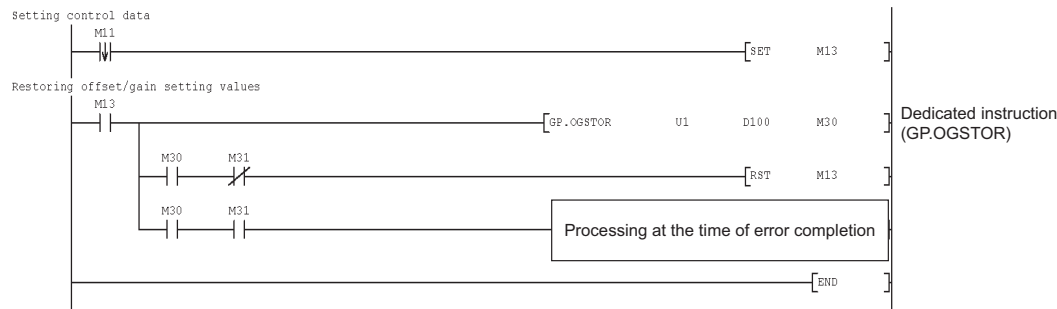 Setting control data
M11
SET M13
Restoring offset/gain setting values
M13
GP.OGSTOR U1 D100 M30
Dedicated instruction
(GP.OGSTOR)
M30 M31
RST M13
M30 M31
Processing at the time of error completion
END